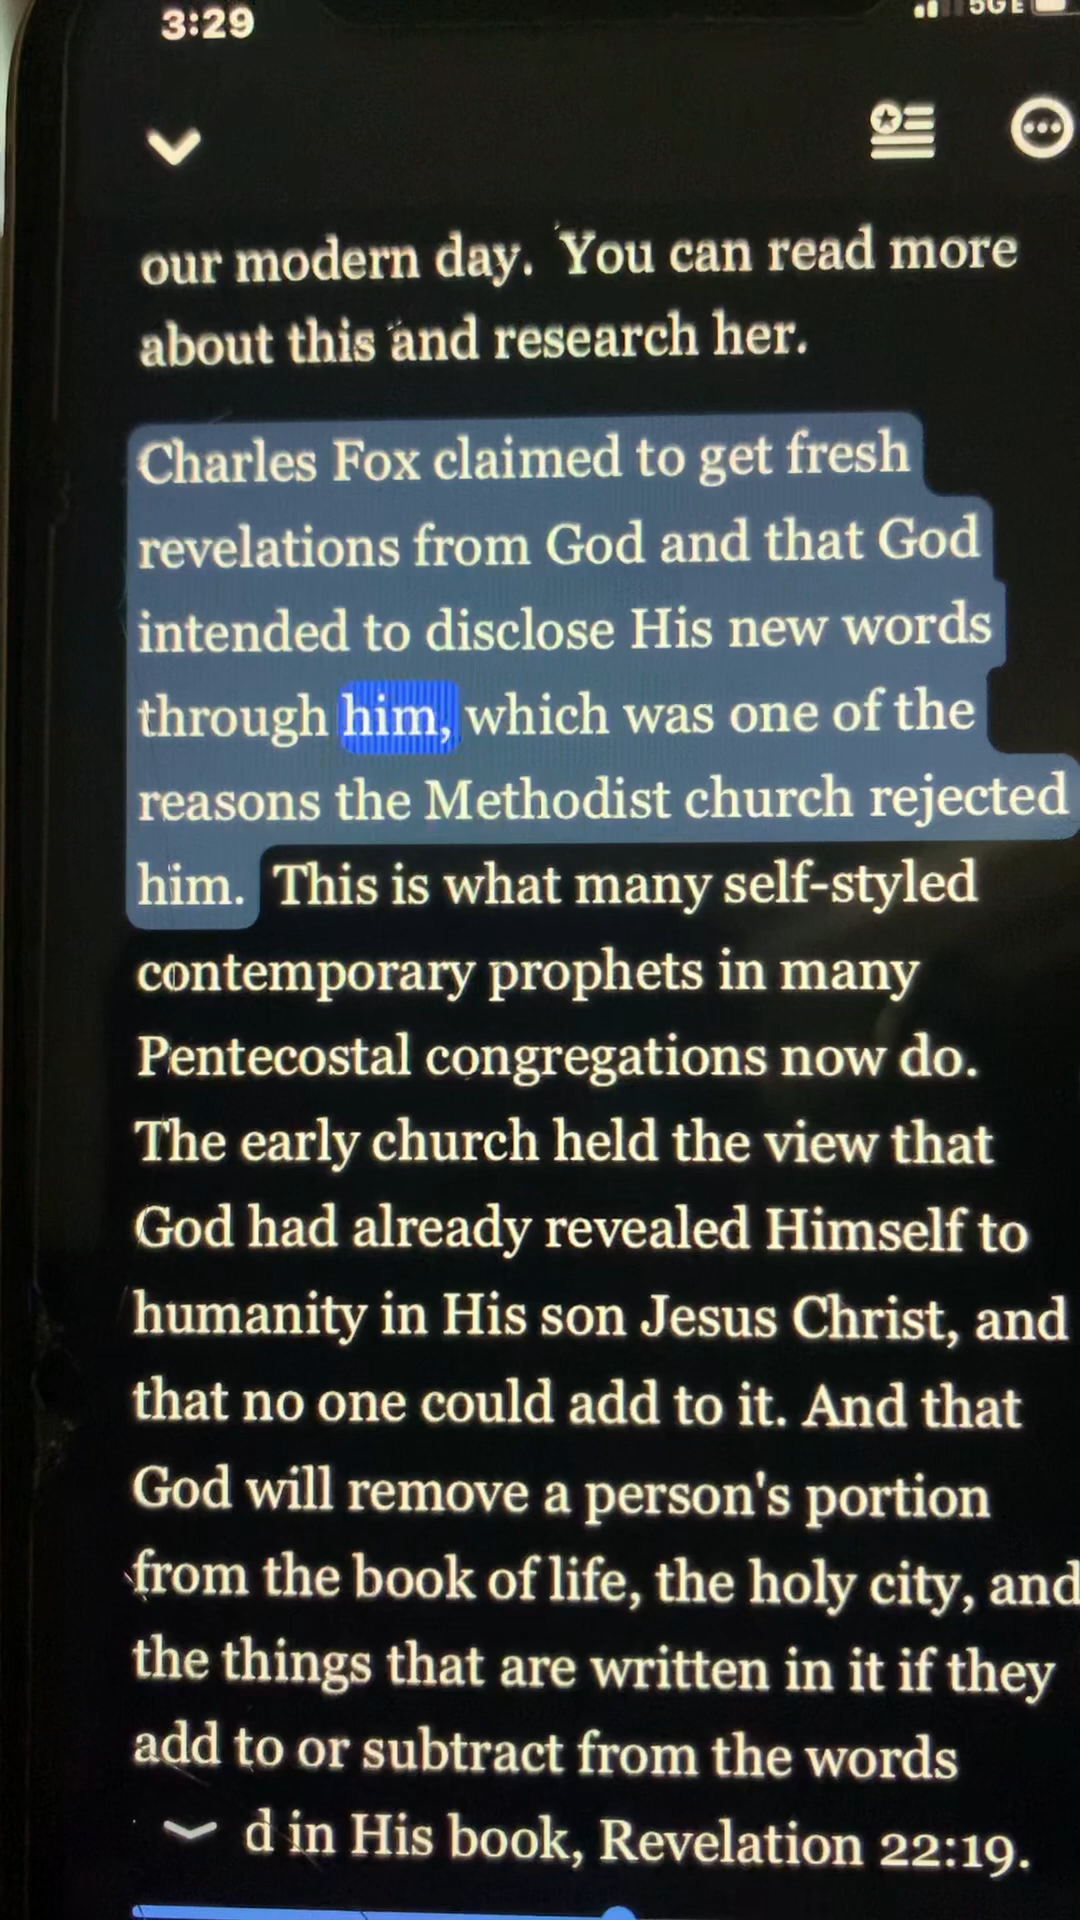 3:29
5G E
our modern day. You can read more
about this and research her.
Charles Fox claimed to get fresh
revelations from God and that God
intended to disclose His new words
through him, which was one of the
reasons the Methodist church rejected
him. This is what many self-styled
contemporary prophets in many
Pentecostal congregations now do.
The early church held the view that
God had already revealed Himself to
humanity in His son Jesus Christ, and
that no one could add to it. And that
God will remove a person's portion
from the book of life, the holy city, and
the things that are written in it if they
add to or subtract from the words
d in His book, Revelation 22:19.